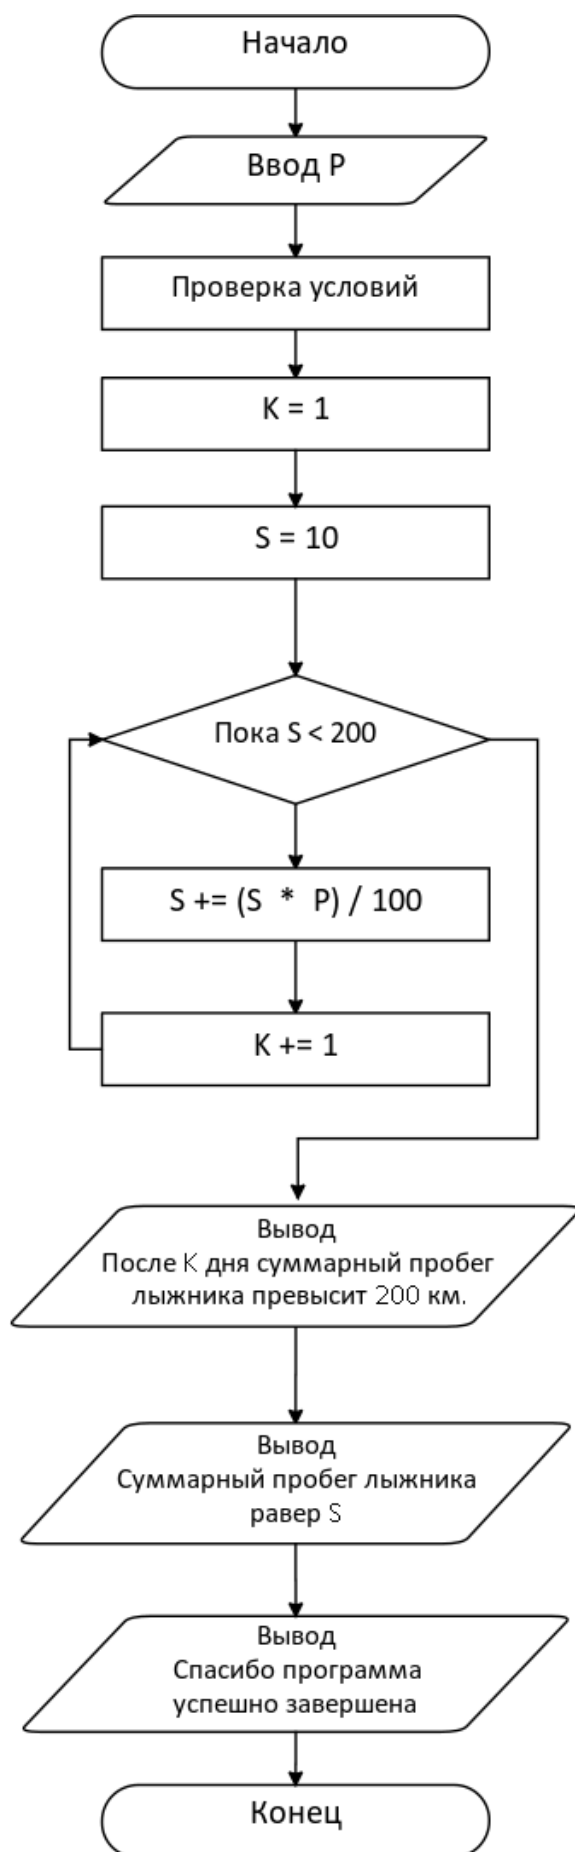 Начало
Ввод P
Проверка условий
K = 1
S = 10
Пока S < 200
S += (S * P) / 100
K += 1
Вывод
После K дня суммарный пробег
лыжника превысит 200 км.
Вывод
Суммарный пробег лыжника
равер S
Вывод
Спасибо программа
успешно завершена
Конец